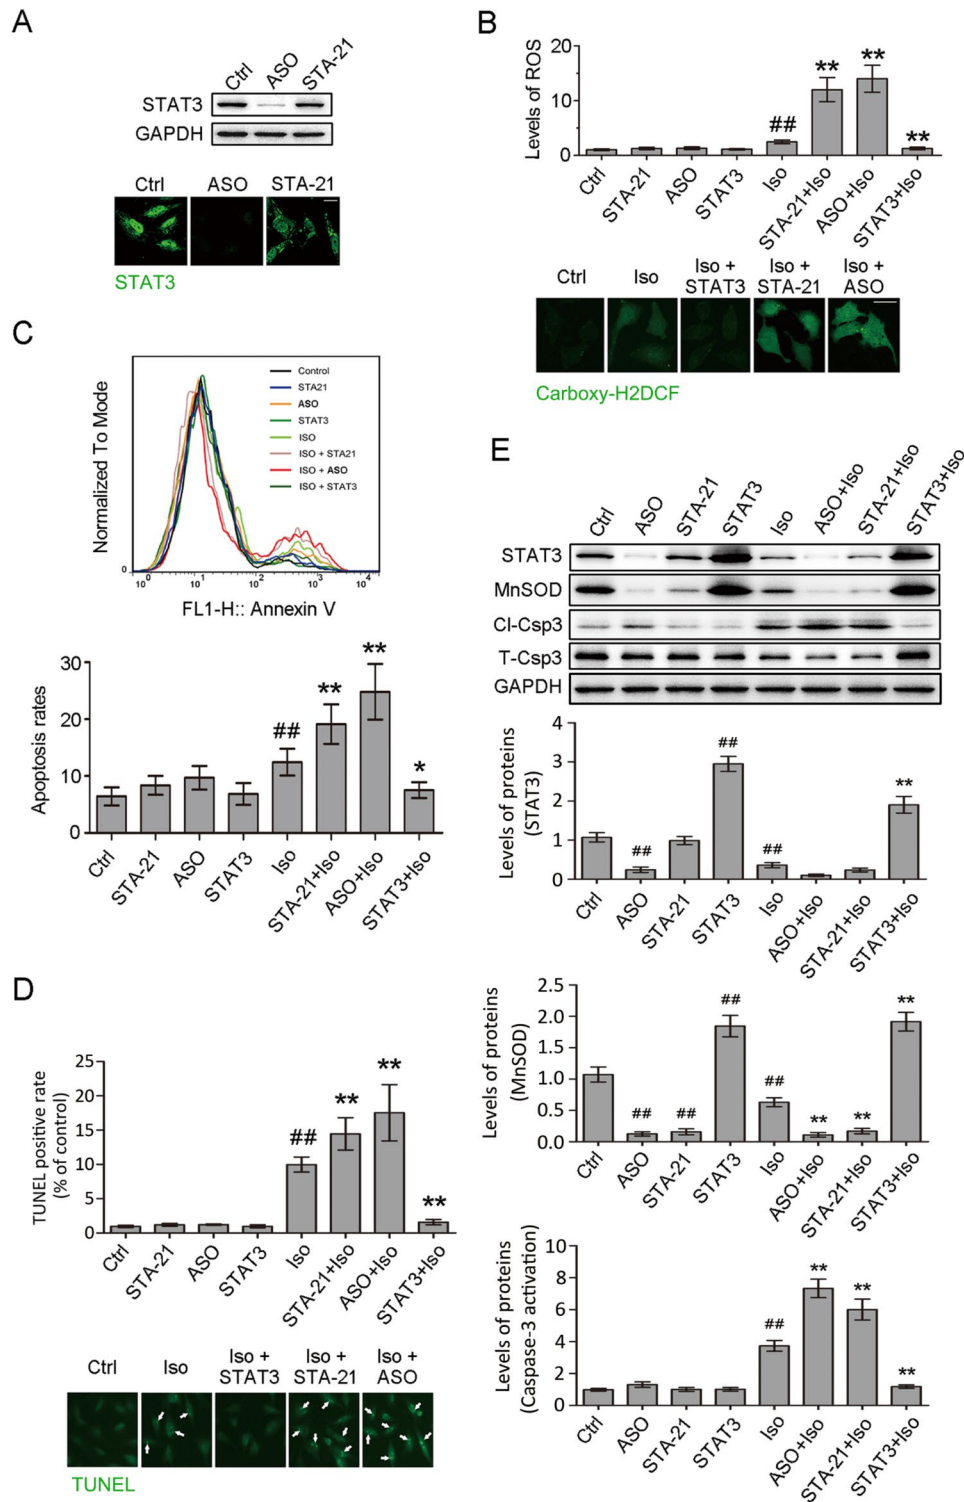 A
Ctrl
ASO
STA-21
STAT3
GAPDH
Ctrl
ASO
STA-21
STAT3
B
Levels of ROS
20
10
0
##
**
**
**
Ctrl
STA-21
ASO
STAT3
Iso
STA-21+Iso
ASO+Iso
STAT3+Iso
Ctrl
Iso
Iso +
STAT3
Iso +
STA-21
Iso +
ASO
Carboxy-H2DCF
C
Normalized To Mode
Control
STA21
ASO
STAT3
ISO
ISO + STA21
ISO + ASO
ISO + STAT3
0
10^0
10^1
10^2
10^3
10^4
FL1-H:: Annexin V
Apoptosis rates
30
20
10
0
##
**
**
*
Ctrl
STA-21
ASO
STAT3
Iso
STA-21+Iso
ASO+Iso
STAT3+Iso
D
TUNEL positive rate
(% of control)
25
20
15
10
5
0
##
**
**
**
Ctrl
STA-21
ASO
STAT3
Iso
STA-21+Iso
ASO+Iso
STAT3+Iso
Ctrl
Iso
Iso +
STAT3
Iso +
STA-21
Iso +
ASO
TUNEL
E
Ctrl
ASO
STA-21
STAT3
Iso
ASO+Iso
STA-21+Iso
STAT3+Iso
STAT3
MnSOD
Cl-Csp3
T-Csp3
GAPDH
Levels of proteins
(STAT3)
4
3
2
1
0
##
##
##
**
Ctrl
ASO
STA-21
STAT3
Iso
ASO+Iso
STA-21+Iso
STAT3+Iso
Levels of proteins
(MnSOD)
2.5
2.0
1.5
1.0
0.5
0.0
##
##
##
##
**
**
**
Ctrl
ASO
STA-21
STAT3
Iso
ASO+Iso
STA-21+Iso
STAT3+Iso
Levels of proteins
(Caspase-3 activation)
8
6
4
2
0
##
**
**
**
Ctrl
ASO
STA-21
STAT3
Iso
ASO+Iso
STA-21+Iso
STAT3+Iso